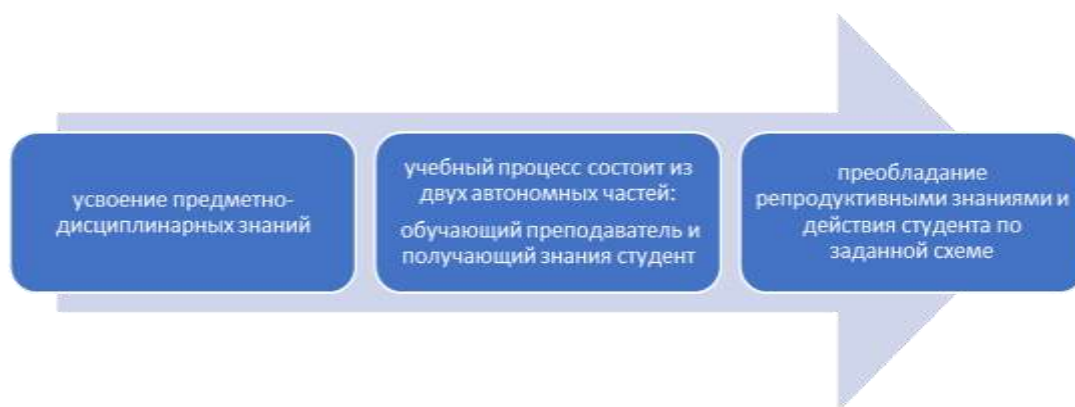 усвоение предметно-
дисциплинарных знаний
учебный процесс состоит из
двух автономных частей:
обучающий преподаватель и
получающий знания студент
преобладание
репродуктивными знаниями и
действия студента по
заданной схеме